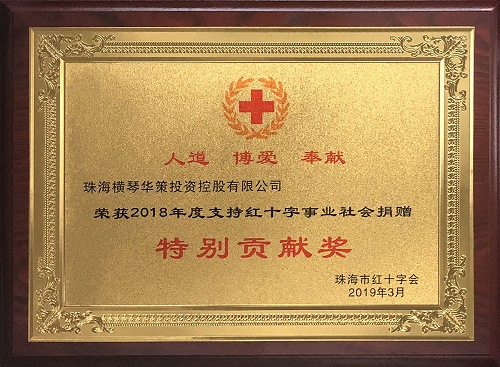 人道 博爱 奉献
珠海横琴华策投资控股有限公司
荣获2018年度支持红十字事业社会捐赠
特别贡献奖
珠海市红十字会
2019年3月